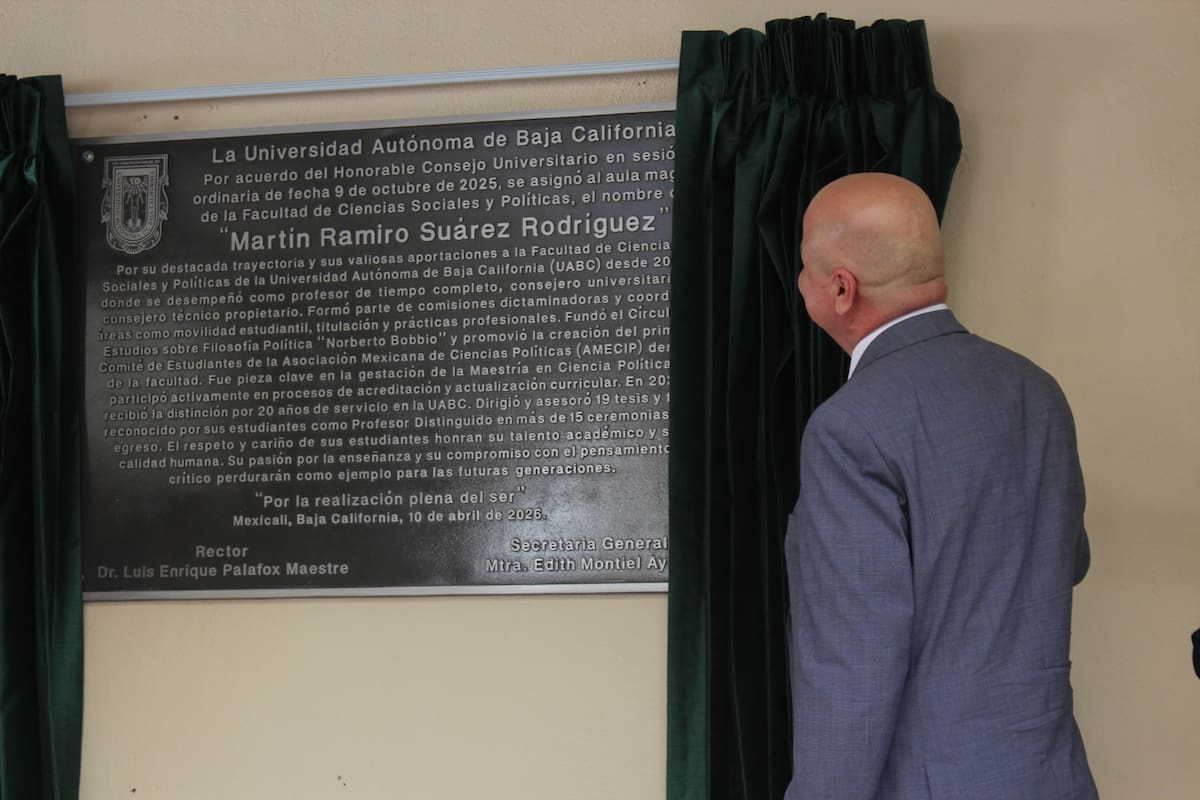 La Universidad Autónoma de Baja California
Por acuerdo del Honorable Consejo Universitario en sesió
ordinaria de fecha 9 de octubre de 2025, se asignó al aula mag
de la Facultad de Ciencias Sociales y Políticas, el nombre
“Martín Ramiro Suárez Rodríguez”
Por su destacada trayectoria y sus valiosas aportaciones a la Facultad de Ciencia
Sociales y Políticas de la Universidad Autónoma de Baja California (UABC) desde 20
donde se desempeñó como profesor de tiempo completo, consejero universitari
consejero técnico propietario. Formó parte de comisiones dictaminadoras y coord
áreas como movilidad estudiantil, titulación y prácticas profesionales. Fundó el Círcul
Estudios sobre Filosofía Política “Norberto Bobbio” y promovió la creación del prim
Comité de Estudiantes de la Asociación Mexicana de Ciencias Políticas (AMECIP) der
de la facultad. Fue pieza clave en la gestación de la Maestría en Ciencia Política
participó activamente en procesos de acreditación y actualización curricular. En 202
recibió la distinción por 20 años de servicio en la UABC. Dirigió y asesoró 19 tesis y
reconocido por sus estudiantes como Profesor Distinguido en más de 15 ceremonias
egreso. El respeto y cariño de sus estudiantes honran su talento académico y s
calidad humana. Su pasión por la enseñanza y su compromiso con el pensamiento
crítico perdurarán como ejemplo para las futuras generaciones.
“Por la realización plena del ser”
Mexicali, Baja California, 10 de abril de 2026.
Rector
Dr. Luis Enrique Palafox Maestre
Secretaria General
Mtra. Edith Montiel Ay